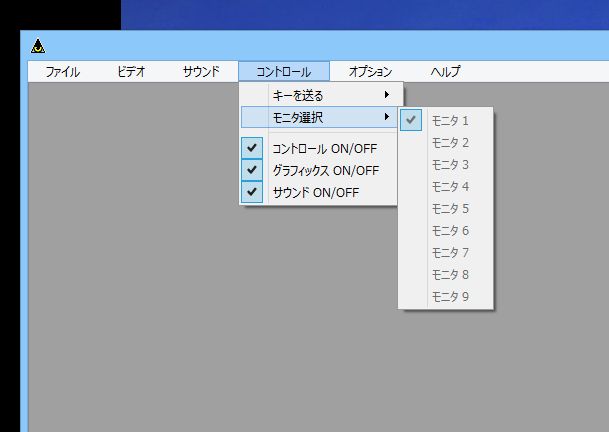 ファイル ビデオ サウンド コントロール オプション ヘルプ
キーを送る
モニタ選択
コントロール ON/OFF
グラフィックス ON/OFF
サウンド ON/OFF
モニタ 1
モニタ 2
モニタ 3
モニタ 4
モニタ 5
モニタ 6
モニタ 7
モニタ 8
モニタ 9